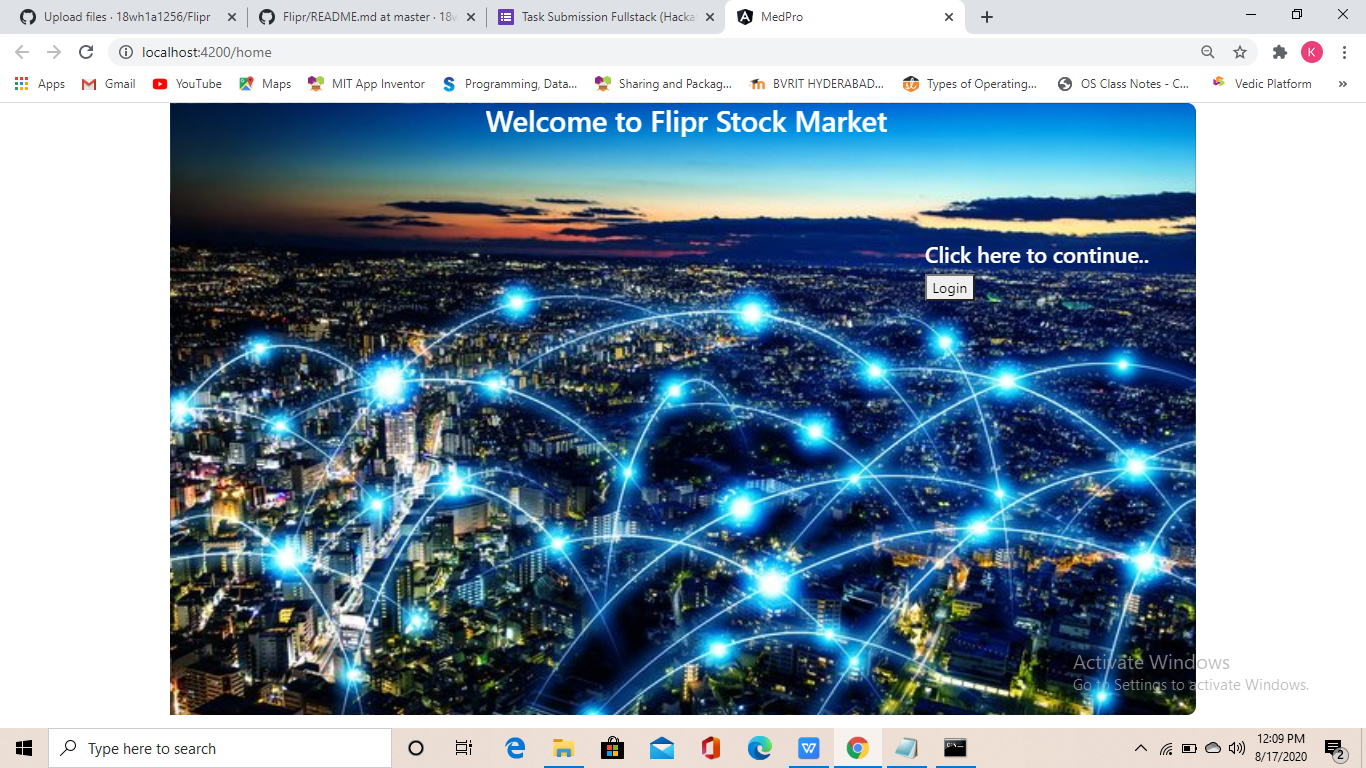 Upload files · 18wh1a1256/Flipr
Flipr/README.md at master · 18w
Task Submission Fullstack (Hacka
MedPro
localhost:4200/home
K
Apps
Gmail
YouTube
Maps
MIT App Inventor
Programming, Data...
Sharing and Packag...
BVRIT HYDERABAD...
Types of Operating...
OS Class Notes - C...
Vedic Platform
»
Welcome to Flipr Stock Market
Click here to continue..
Login
Activate Windows
Go to Settings to activate Windows.
Type here to search
12:09 PM
8/17/2020
2